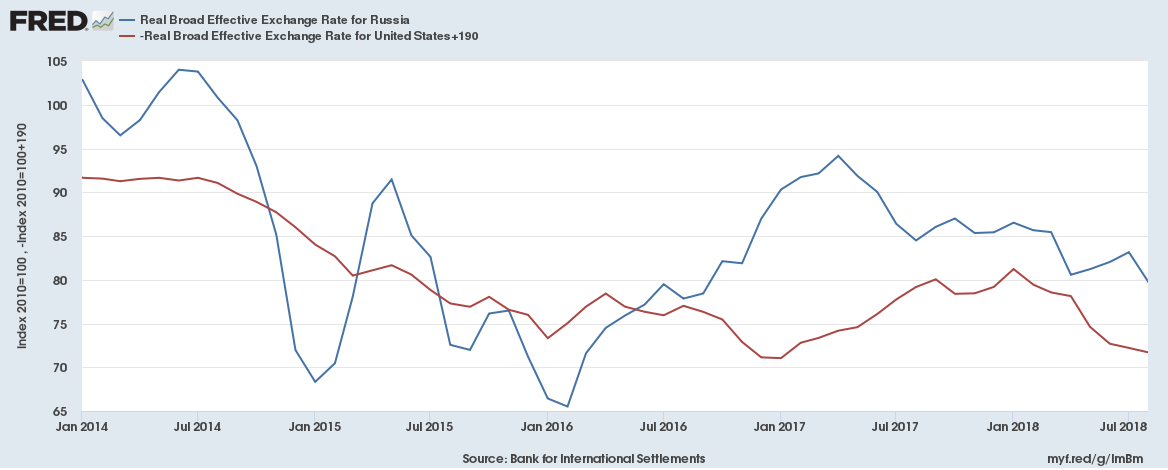 FRED
Real Broad Effective Exchange Rate for Russia
-Real Broad Effective Exchange Rate for United States+190
Index 2010=100 , -Index 2010=100+190
105
100
95
90
85
80
75
70
65
Jan 2014
Jul 2014
Jan 2015
Jul 2015
Jan 2016
Jul 2016
Jan 2017
Jul 2017
Jan 2018
Jul 2018
Source: Bank for International Settlements
myf.red/g/lmBm